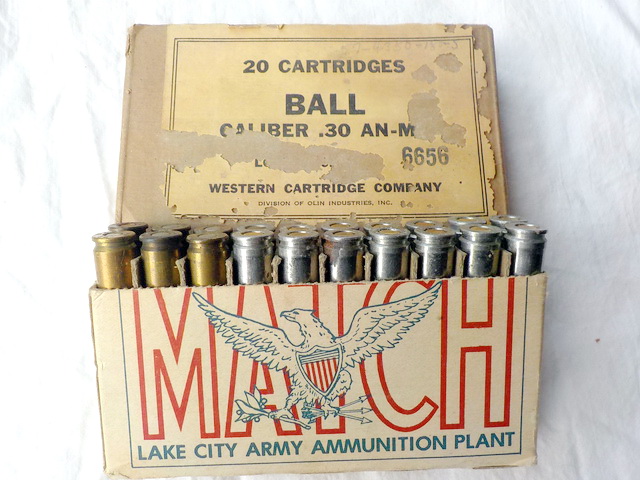 20 CARTRIDGES
BALL
CALIBER .30 AN-M
6656
WESTERN CARTRIDGE COMPANY
DIVISION OF OLIN INDUSTRIES, INC.
MATCH
LAKE CITY ARMY AMMUNITION PLANT